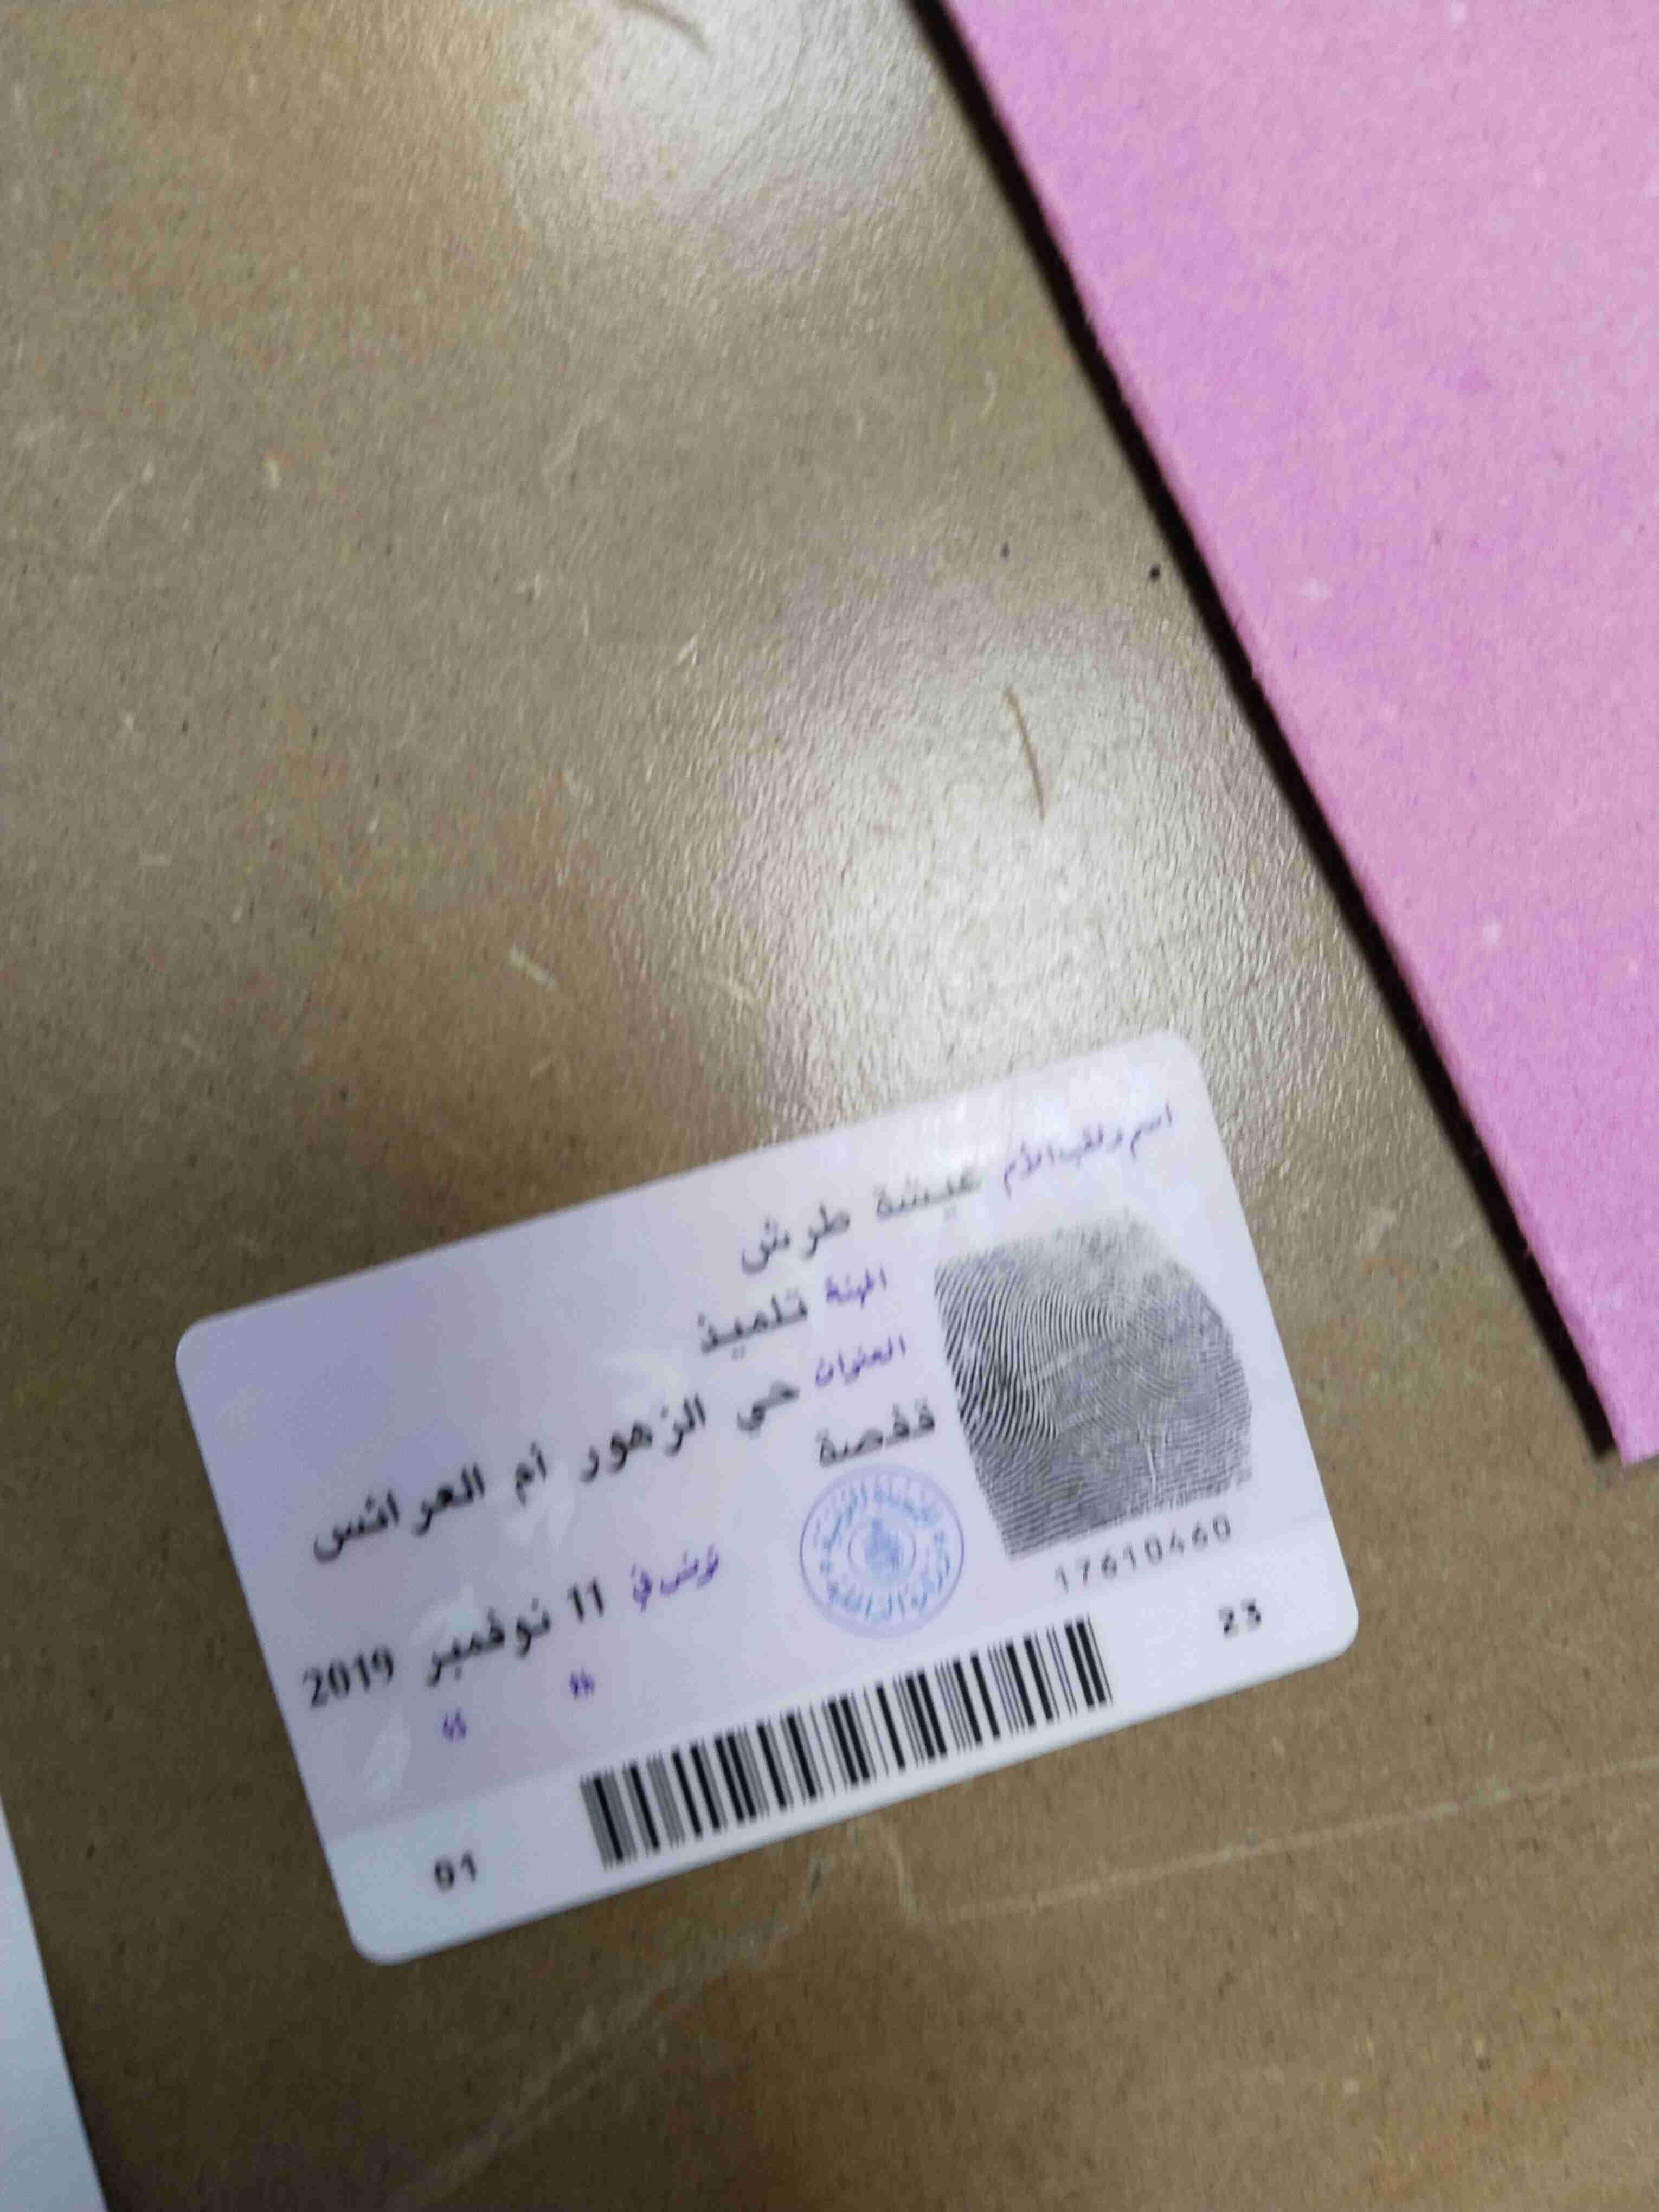 اسم ولقب الأم عيشة طرش
المهنة تلميذ
العنوان حي الزهور أم العرائس
قفصة
تونس في 11 نوفمبر 2019
17610460
23
01